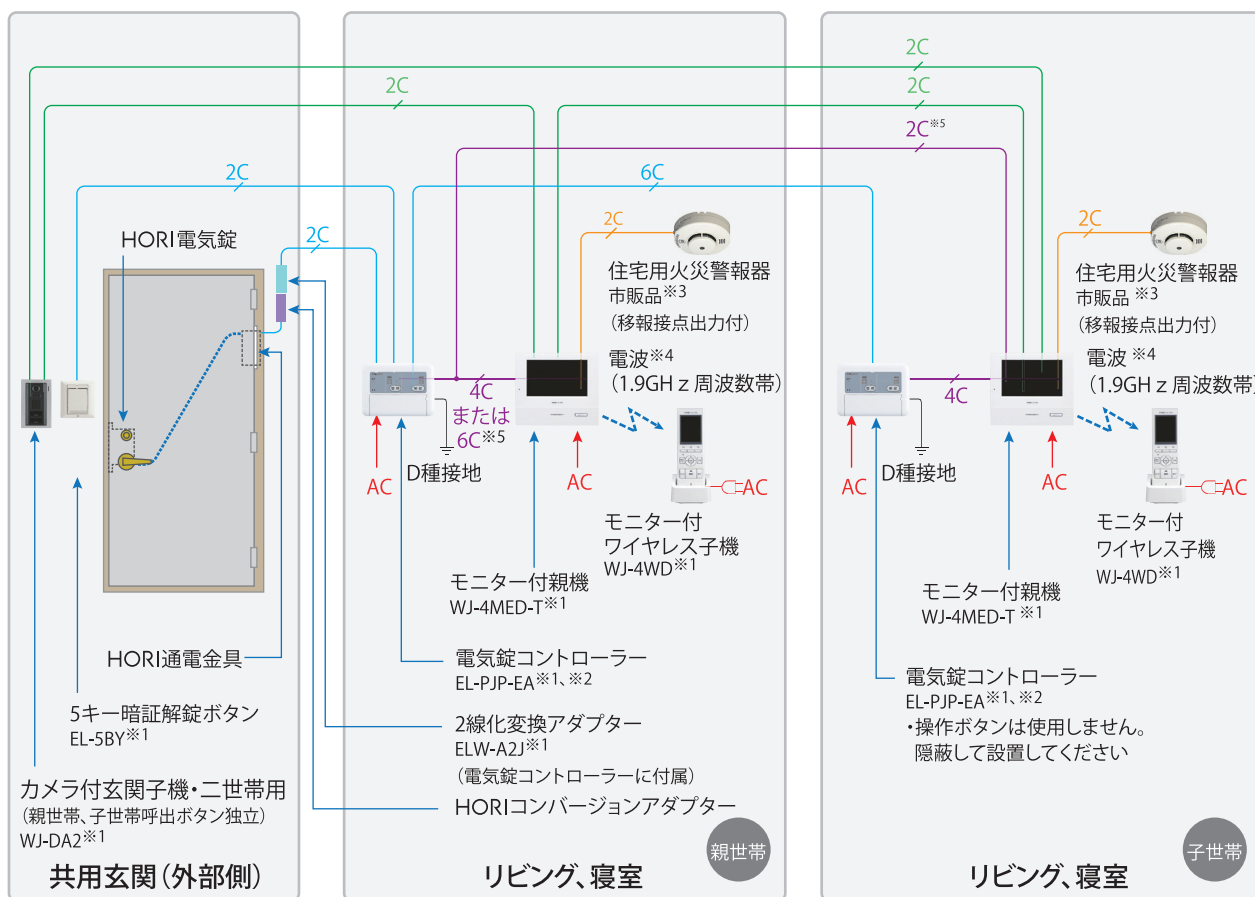 2C
2C
2C
2C
2C※5
2C
6C
HORI電気錠
2C
2C
住宅用火災警報器
市販品※3
(移報接点出力付)
電波※4
(1.9GHz周波数帯)
4C
または
6C※5
AC
D種接地
AC
AC
モニター付
ワイヤレス子機
WJ-4WD※1
モニター付親機
WJ-4MED-T※1
2C
住宅用火災警報器
市販品※3
(移報接点出力付)
電波※4
(1.9GHz周波数帯)
4C
AC
D種接地
AC
AC
モニター付
ワイヤレス子機
WJ-4WD※1
モニター付親機
WJ-4MED-T※1
HORI通電金具
5キー暗証解錠ボタン
EL-5BY※1
カメラ付玄関子機・二世帯用
(親世帯、子世帯呼出ボタン独立)
WJ-DA2※1
共用玄関(外部側)
電気錠コントローラー
EL-PJP-EA※1、※2
2線化変換アダプター
ELW-A2J※1
(電気錠コントローラーに付属)
HORIコンバージョンアダプター
親世帯
リビング、寝室
電気錠コントローラー
EL-PJP-EA※1、※2
・操作ボタンは使用しません。
隠蔽して設置してください
子世帯
リビング、寝室